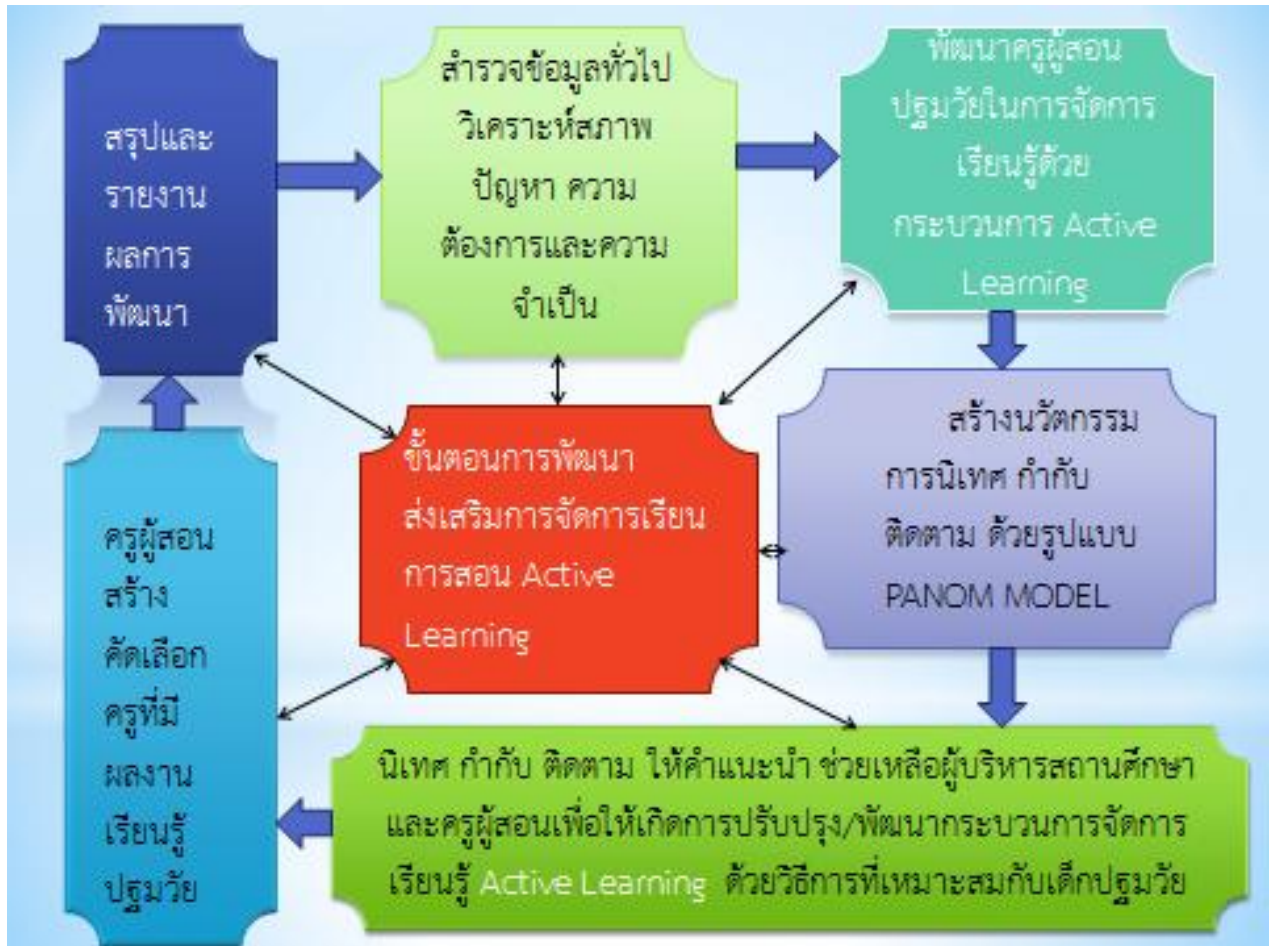 สรุปและ
รายงาน
ผลการ
พัฒนา
สำรวจข้อมูลทั่วไป
วิเคราะห์สภาพ
ปัญหา ความ
ต้องการและความ
จำเป็น
พัฒนาครูผู้สอน
ปฐมวัยในการจัดการ
เรียนรู้ด้วย
กระบวนการ Active
Learning
ขั้นตอนการพัฒนา
ส่งเสริมการจัดการเรียน
การสอน Active
Learning
สร้างนวัตกรรม
การนิเทศ กำกับ
ติดตาม ด้วยรูปแบบ
PANOM MODEL
ครูผู้สอน
สร้าง
คัดเลือก
ครูที่มี
ผลงาน
เรียนรู้
ปฐมวัย
นิเทศ กำกับ ติดตาม ให้คำแนะนำ ช่วยเหลือผู้บริหารสถานศึกษา
และครูผู้สอนเพื่อให้เกิดการปรับปรุง/พัฒนากระบวนการจัดการ
เรียนรู้ Active Learning ด้วยวิธีการที่เหมาะสมกับเด็กปฐมวัย